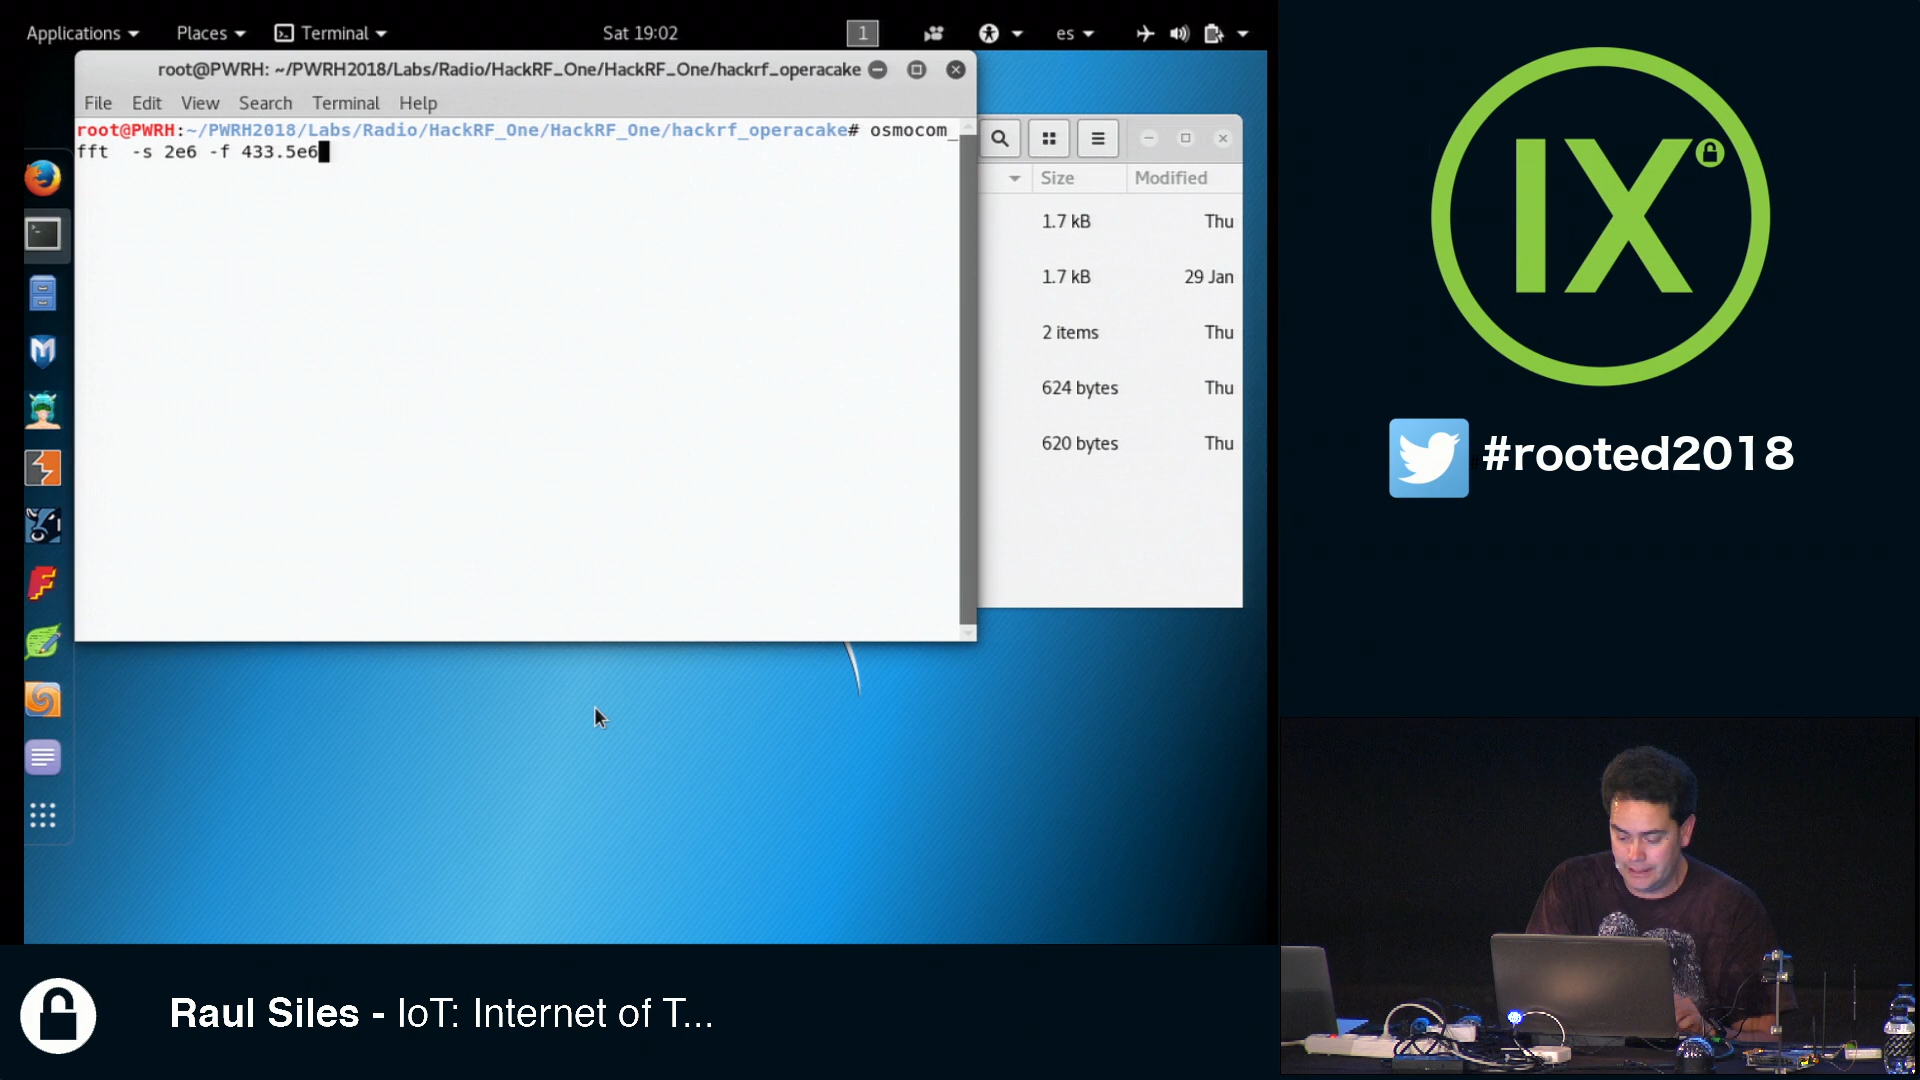 Applications Places Terminal Sat 19:02 1 es
root@PWRH: ~/PWRH2018/Labs/Radio/HackRF_One/HackRF_One/hackrf_operacake
File Edit View Search Terminal Help
root@PWRH:~/PWRH2018/Labs/Radio/HackRF_One/HackRF_One/hackrf_operacake# osmocom_
fft  -s 2e6 -f 433.5e6
Size Modified
1.7 kB Thu
1.7 kB 29 Jan
2 items Thu
624 bytes Thu
620 bytes Thu
IX
#rooted2018
Raul Siles - IoT: Internet of T...